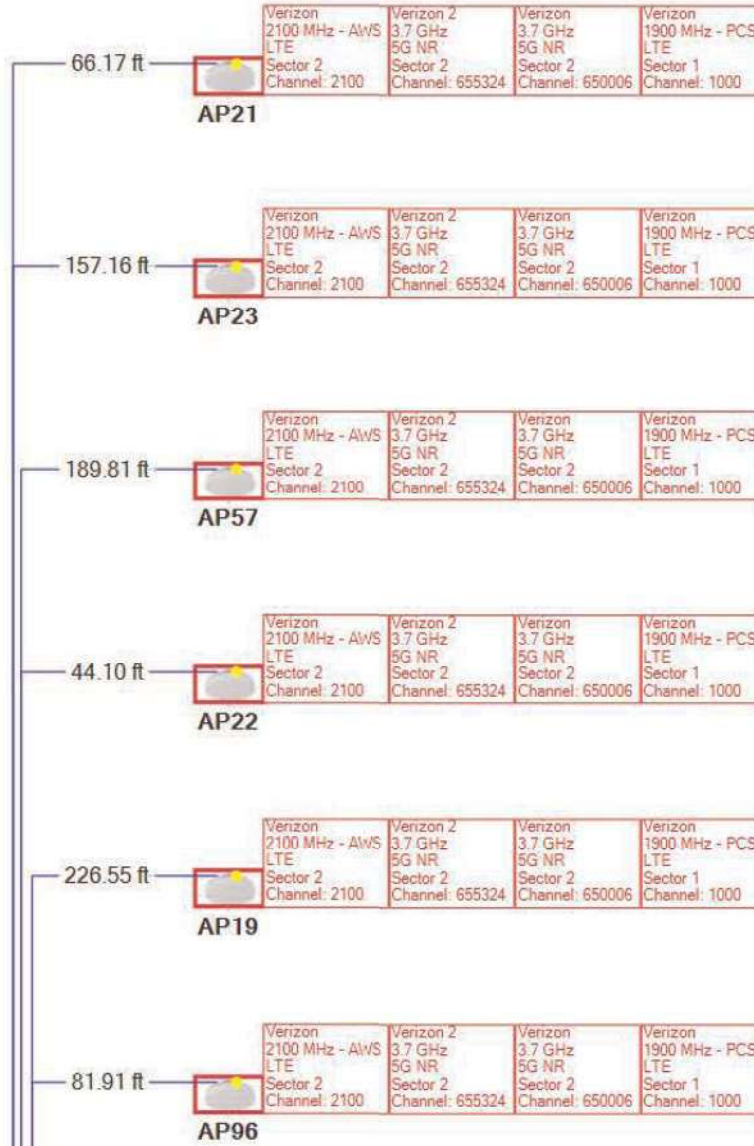 Verizon
2100 MHz - AWS
LTE
Sector 2
Channel: 2100
Verizon 2
3.7 GHz
5G NR
Sector 2
Channel: 655324
Verizon
3.7 GHz
5G NR
Sector 2
Channel: 650006
Verizon
1900 MHz - PCS
LTE
Sector 1
Channel: 1000
66.17 ft
AP21
Verizon
2100 MHz - AWS
LTE
Sector 2
Channel: 2100
Verizon 2
3.7 GHz
5G NR
Sector 2
Channel: 655324
Verizon
3.7 GHz
5G NR
Sector 2
Channel: 650006
Verizon
1900 MHz - PCS
LTE
Sector 1
Channel: 1000
157.16 ft
AP23
Verizon
2100 MHz - AWS
LTE
Sector 2
Channel: 2100
Verizon 2
3.7 GHz
5G NR
Sector 2
Channel: 655324
Verizon
3.7 GHz
5G NR
Sector 2
Channel: 650006
Verizon
1900 MHz - PCS
LTE
Sector 1
Channel: 1000
189.81 ft
AP57
Verizon
2100 MHz - AWS
LTE
Sector 2
Channel: 2100
Verizon 2
3.7 GHz
5G NR
Sector 2
Channel: 655324
Verizon
3.7 GHz
5G NR
Sector 2
Channel: 650006
Verizon
1900 MHz - PCS
LTE
Sector 1
Channel: 1000
44.10 ft
AP22
Verizon
2100 MHz - AWS
LTE
Sector 2
Channel: 2100
Verizon 2
3.7 GHz
5G NR
Sector 2
Channel: 655324
Verizon
3.7 GHz
5G NR
Sector 2
Channel: 650006
Verizon
1900 MHz - PCS
LTE
Sector 1
Channel: 1000
226.55 ft
AP19
Verizon
2100 MHz - AWS
LTE
Sector 2
Channel: 2100
Verizon 2
3.7 GHz
5G NR
Sector 2
Channel: 655324
Verizon
3.7 GHz
5G NR
Sector 2
Channel: 650006
Verizon
1900 MHz - PCS
LTE
Sector 1
Channel: 1000
81.91 ft
AP96